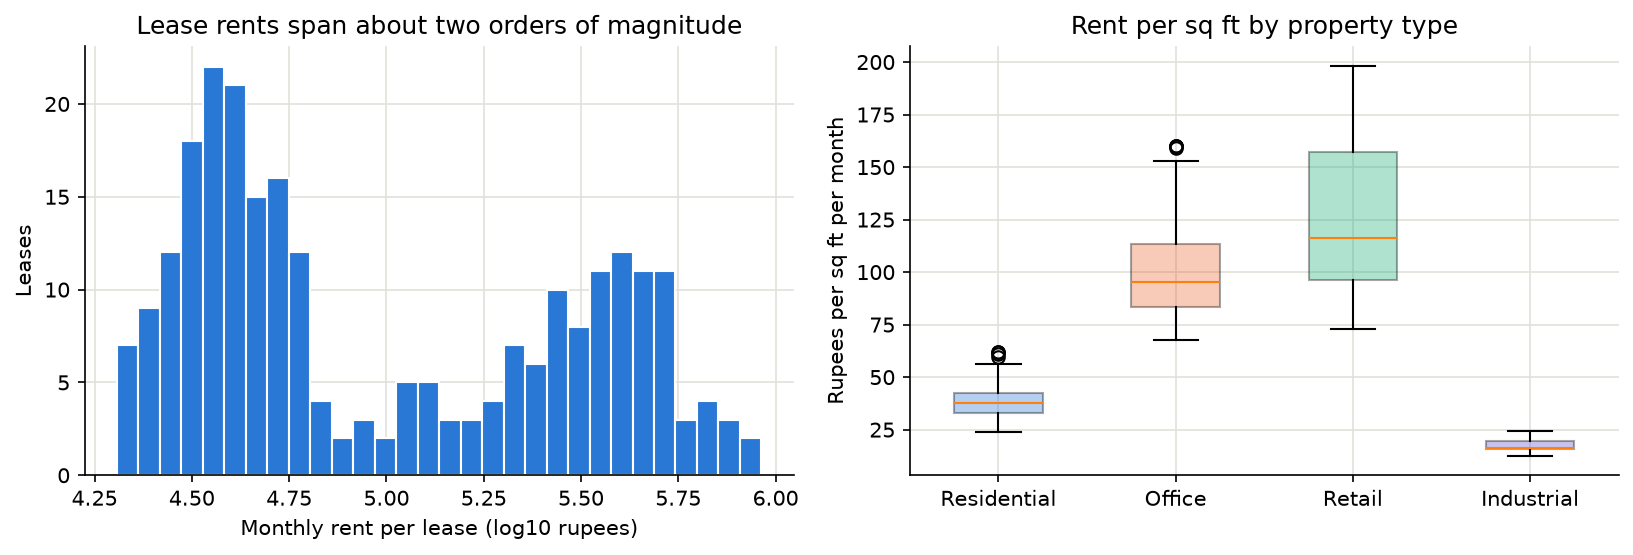 Lease rents span about two orders of magnitude
Leases
20
15
10
5
0
4.25 4.50 4.75 5.00 5.25 5.50 5.75 6.00
Monthly rent per lease (log10 rupees)
Rent per sq ft by property type
Rupees per sq ft per month
200
175
150
125
100
75
50
25
Residential Office Retail Industrial